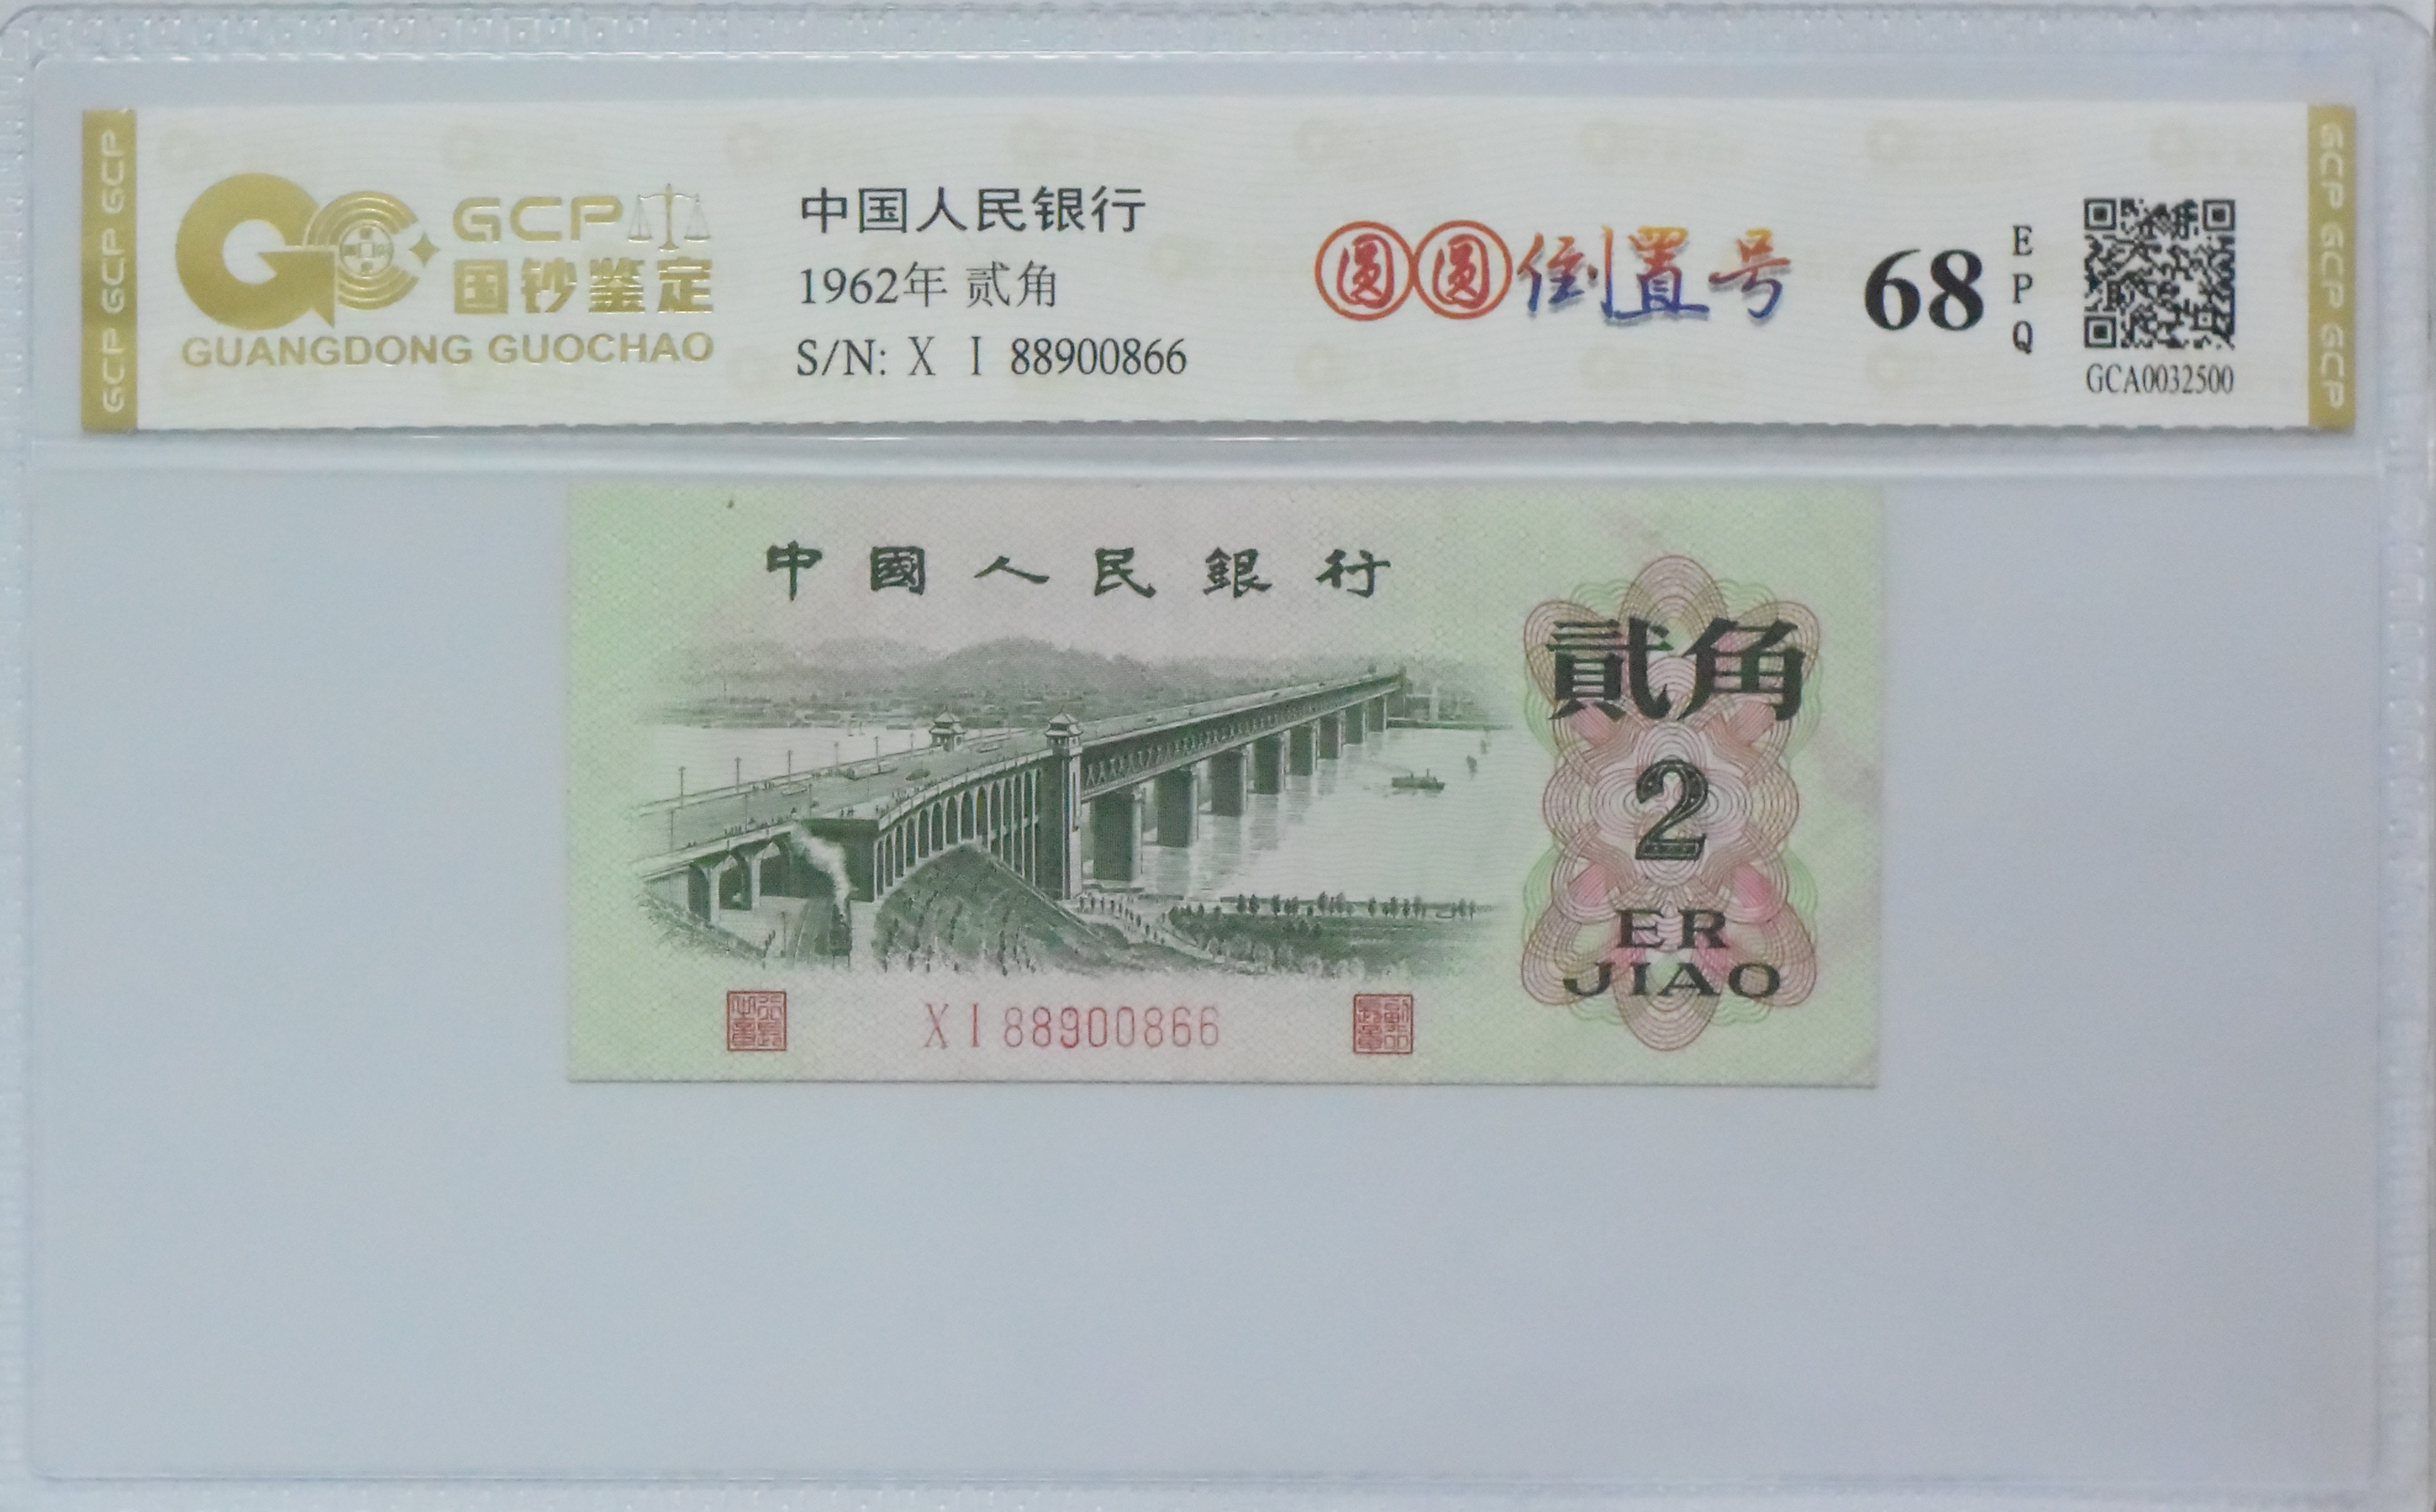 GCP GCP GCP
GCP
国钞鉴定
GUANGDONG GUOCHAO
中国人民银行
1962年 贰角
S/N: X I 88900866
圆圆倒置号
68
E
P
Q
GCA0032500
GCP GCP GCP
中國人民銀行
貳角
2
ER
JIAO
X I 88900866